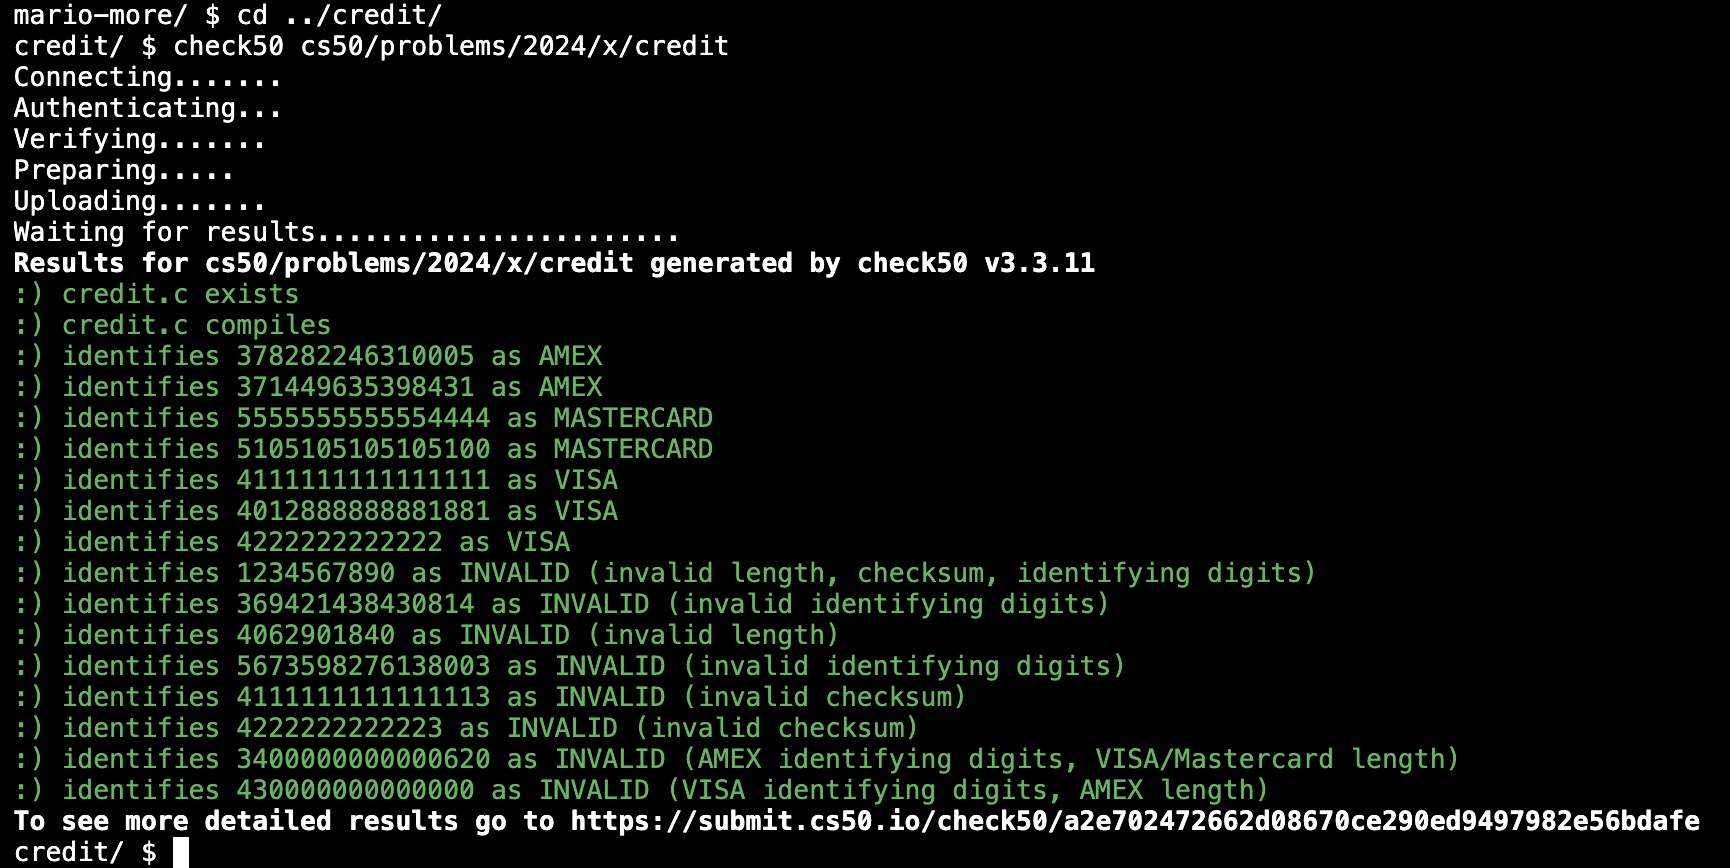 mario-more/ $ cd ../credit/
credit/ $ check50 cs50/problems/2024/x/credit
Connecting.......
Authenticating...
Verifying.......
Preparing.....
Uploading.......
Waiting for results.......................
Results for cs50/problems/2024/x/credit generated by check50 v3.3.11
:) credit.c exists
:) credit.c compiles
:) identifies 378282246310005 as AMEX
:) identifies 371449635398431 as AMEX
:) identifies 5555555555554444 as MASTERCARD
:) identifies 5105105105105100 as MASTERCARD
:) identifies 4111111111111111 as VISA
:) identifies 4012888888881881 as VISA
:) identifies 4222222222222 as VISA
:) identifies 1234567890 as INVALID (invalid length, checksum, identifying digits)
:) identifies 369421438430814 as INVALID (invalid identifying digits)
:) identifies 4062901840 as INVALID (invalid length)
:) identifies 5673598276138003 as INVALID (invalid identifying digits)
:) identifies 4111111111111113 as INVALID (invalid checksum)
:) identifies 4222222222223 as INVALID (invalid checksum)
:) identifies 3400000000000620 as INVALID (AMEX identifying digits, VISA/Mastercard length)
:) identifies 430000000000000 as INVALID (VISA identifying digits, AMEX length)
To see more detailed results go to https://submit.cs50.io/check50/a2e702472662d08670ce290ed9497982e56bdafe
credit/ $